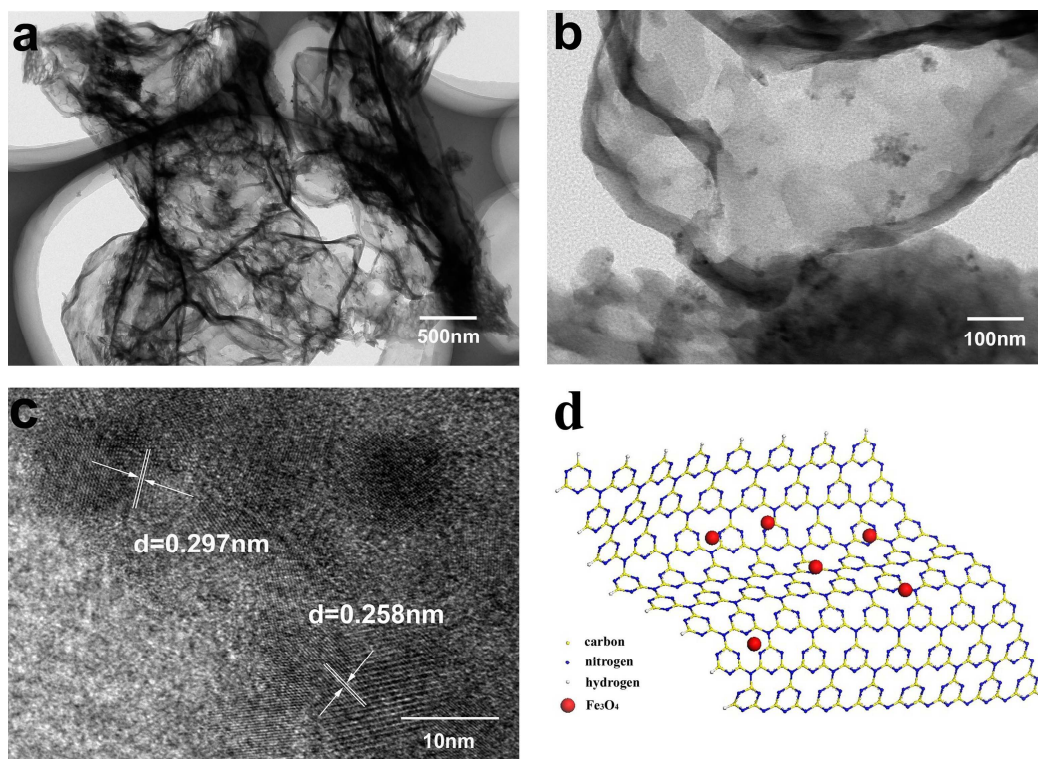 a
500nm
b
100nm
c
d=0.297nm
d=0.258nm
10nm
d
carbon
nitrogen
hydrogen
Fe₃O₄